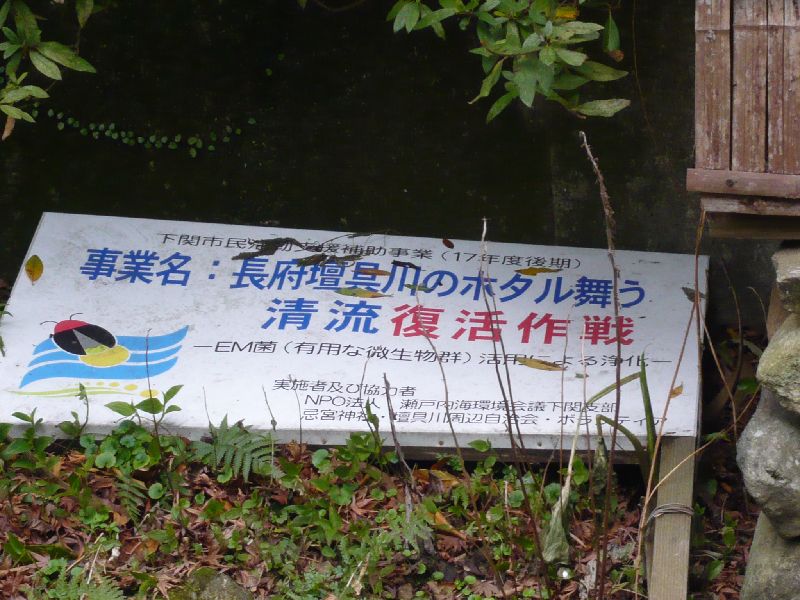 下関市民活動支援補助事業（17年度後期）
事業名：長府壇具川のホタル舞う
清流復活作戦
－EM菌（有用な微生物群）活用による浄化－
実施者及び協力者
NPO法人 瀬戸内海環境会議下関支部
忌宮神社・壇具川周辺自治会・ボランティア